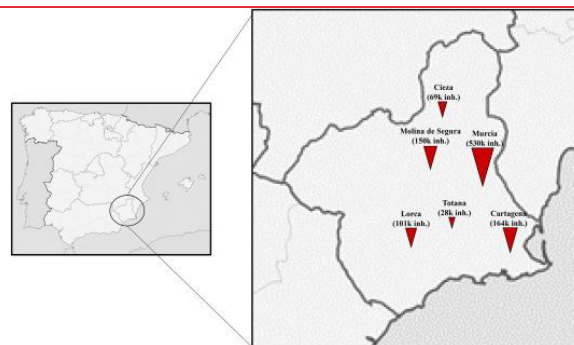 Cieza
(69k inh.)
Molina de Segura
(150k inh.)
Murcia
(530k inh.)
Lorca
(101k inh.)
Totana
(28k inh.)
Cartagena
(164k inh.)